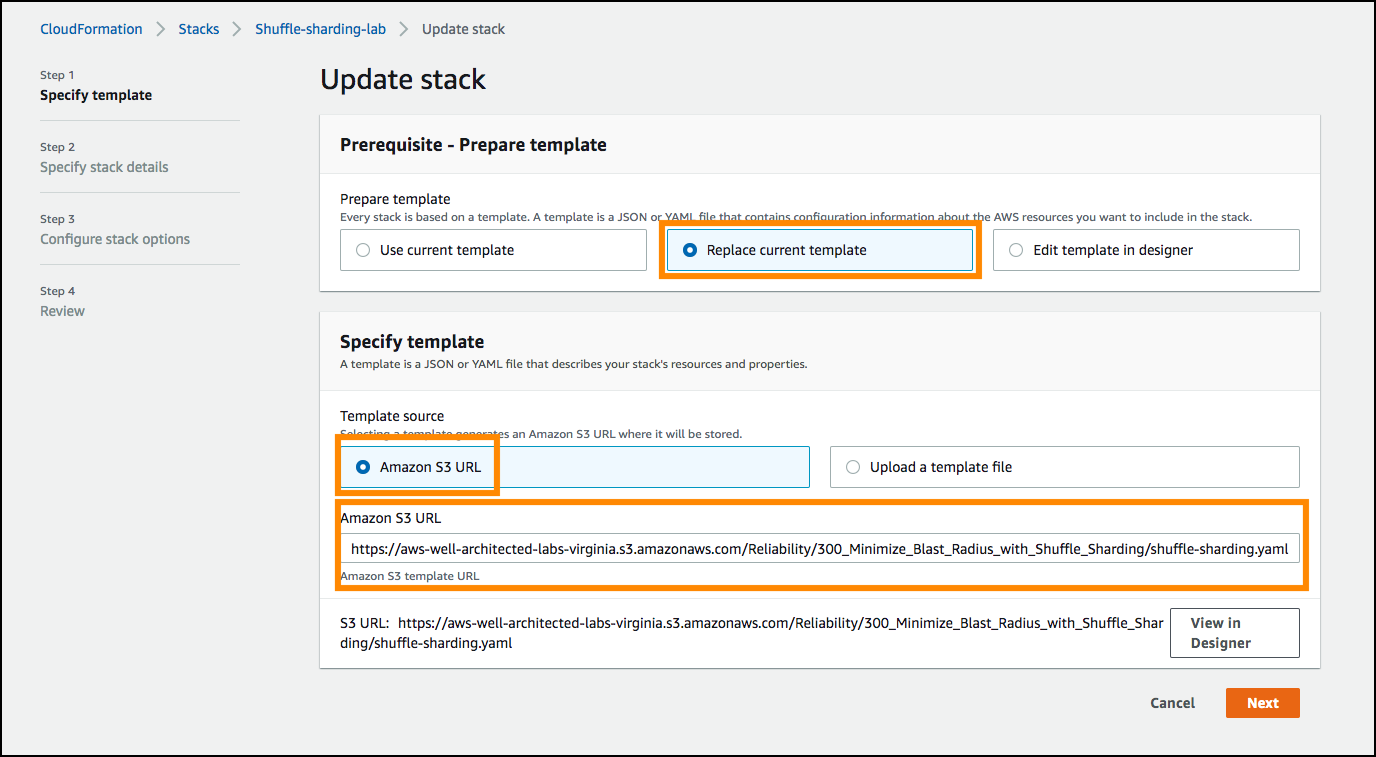 CloudFormation > Stacks > Shuffle-sharding-lab > Update stack
Step 1
Specify template
Step 2
Specify stack details
Step 3
Configure stack options
Step 4
Review
Update stack
Prerequisite - Prepare template
Prepare template
Every stack is based on a template. A template is a JSON or YAML file that contains configuration information about the AWS resources you want to include in the stack.
Use current template
Replace current template
Edit template in designer
Specify template
A template is a JSON or YAML file that describes your stack's resources and properties.
Template source
Selecting a template generates an Amazon S3 URL where it will be stored.
Amazon S3 URL
Upload a template file
Amazon S3 URL
https://aws-well-architected-labs-virginia.s3.amazonaws.com/Reliability/300_Minimize_Blast_Radius_with_Shuffle_Sharding/shuffle-sharding.yaml
Amazon S3 template URL
S3 URL: https://aws-well-architected-labs-virginia.s3.amazonaws.com/Reliability/300_Minimize_Blast_Radius_with_Shuffle_Shar
ding/shuffle-sharding.yaml
View in
Designer
Cancel
Next